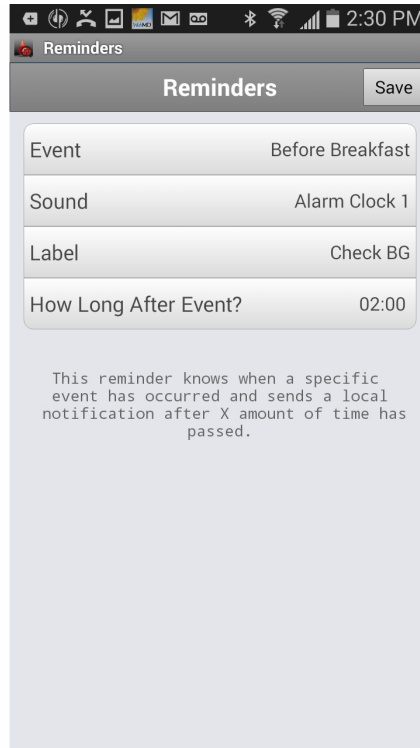 2:30 PM
Reminders
Reminders
Save
Event Before Breakfast
Sound Alarm Clock 1
Label Check BG
How Long After Event? 02:00
This reminder knows when a specific
event has occurred and sends a local
notification after X amount of time has
passed.